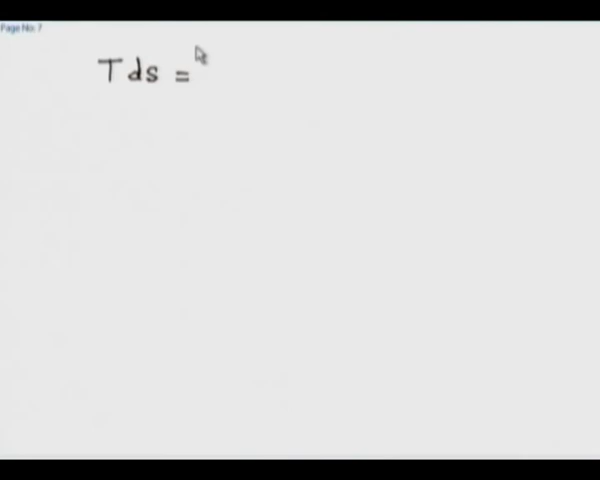 Page No. 7
Tds =